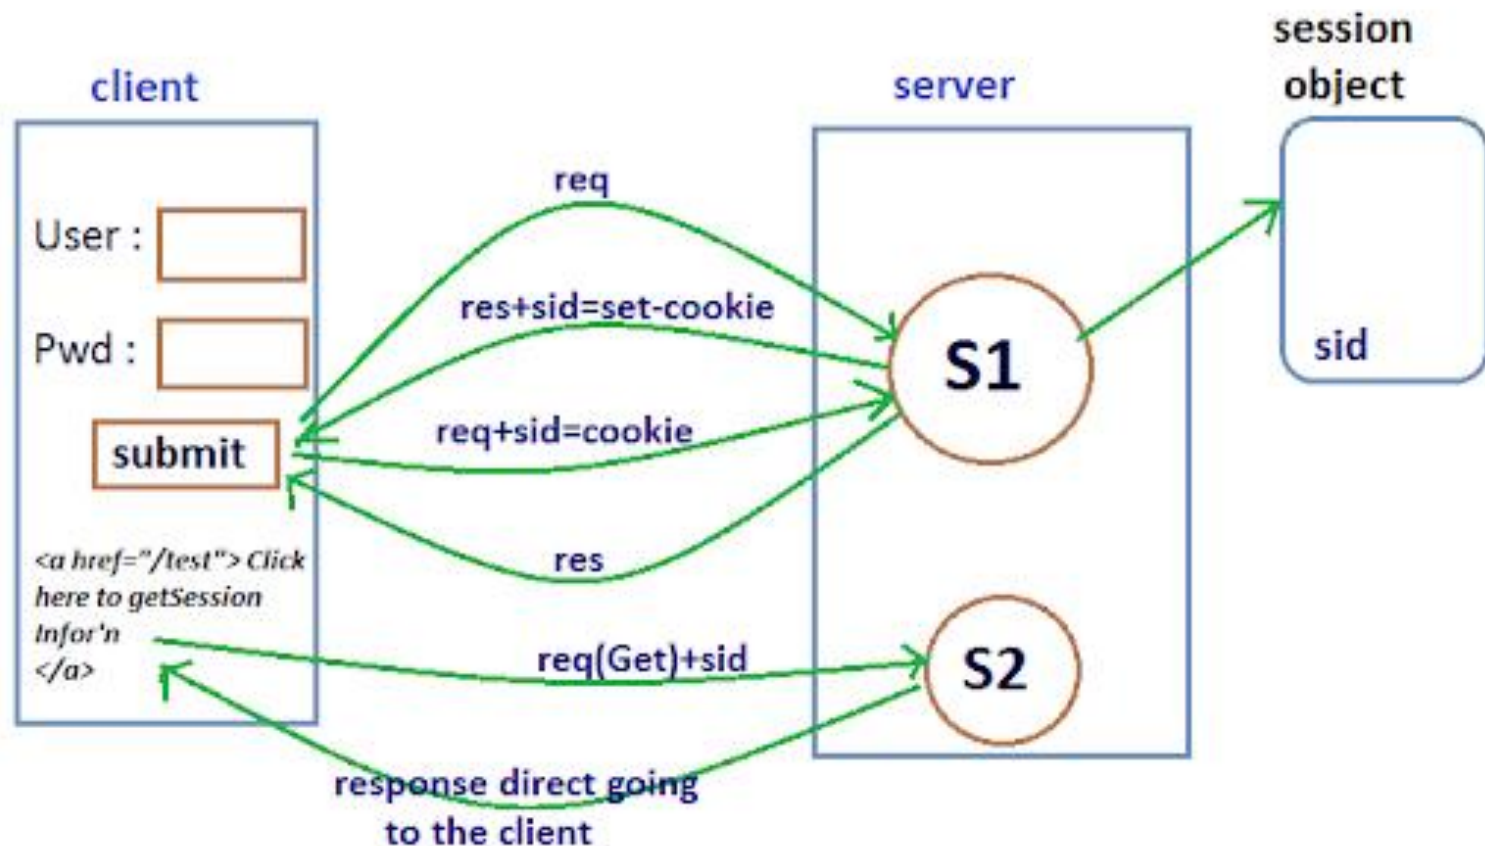 session
object
client
server
req
User :
res+sid=set-cookie
Pwd :
S1
sid
req+sid=cookie
submit
res
<a href="/test"> Click
here to getSession
Infor'n
</a>
req(Get)+sid
S2
response direct going
to the client